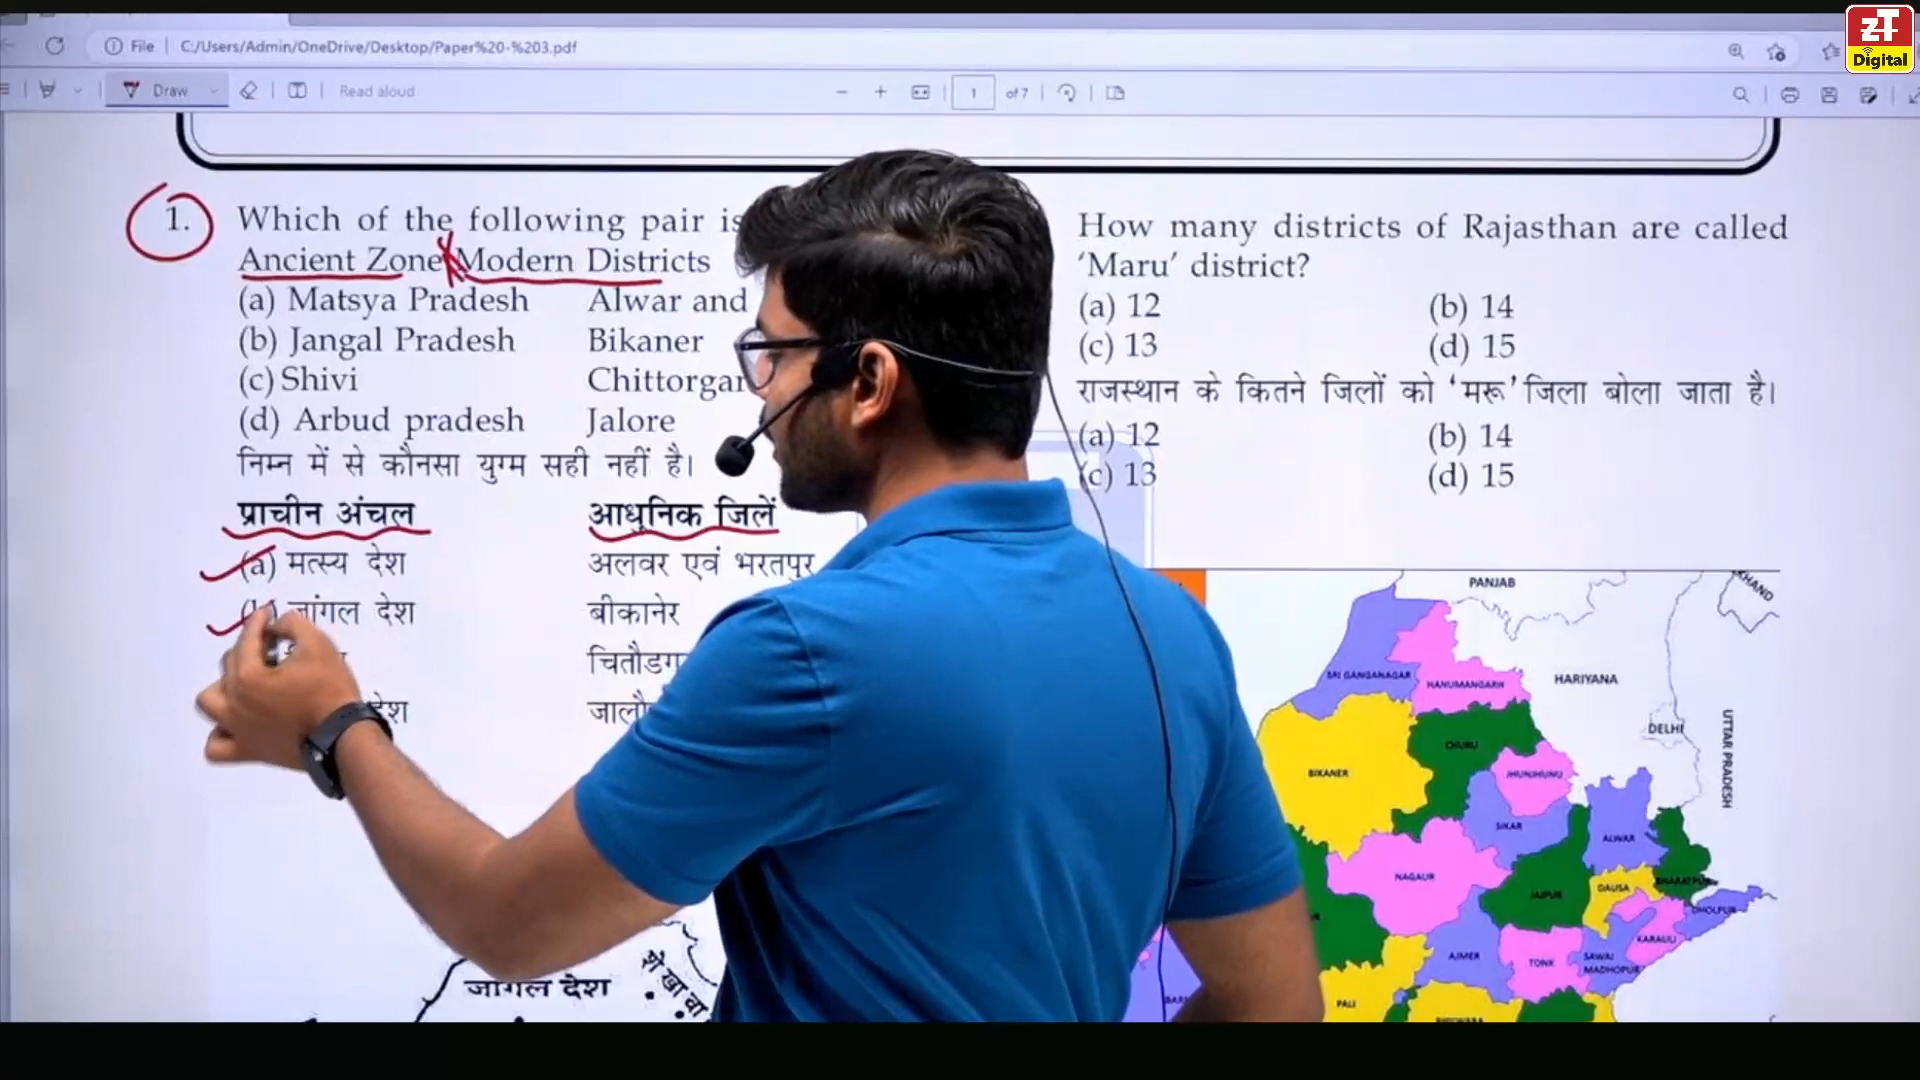 zT
Digital
File
C:/Users/Admin/OneDrive/Desktop/Paper%20-%203.pdf
Draw
Read aloud
1
of 7
1.
Which of the following pair is
Ancient Zone Modern Districts
(a) Matsya Pradesh Alwar and
(b) Jangal Pradesh Bikaner
(c) Shivi
(d) Arbud pradesh Jalore
निम्न में से कौनसा युग्म सही नहीं है।
प्राचीन अंचल आधुनिक जिलें
(a) मत्स्य देश अलवर एवं भरतपुर
जांगल देश बीकानेर
देश
जांगल देश
शेखावा
How many districts of Rajasthan are called
‘Maru’ district?
(a) 12 (b) 14
(c) 13 (d) 15
राजस्थान के कितने जिलों को ‘मरू’ जिला बोला जाता है।
(a) 12 (b) 14
(c) 13 (d) 15
PANJAB
KHAND
SRI GANGANAGAR
HANUMANGARH
HARIYANA
DELHI
UTTAR PRADESH
CHURU
BIKANER
JHUNJHUNU
SIKAR
ALWAR
NAGAUR
JAIPUR
DAUSA
BHARATPUR
DHOLPUR
KARAULI
AJMER
TONK
SAWAI
MADHOPUR
PALI